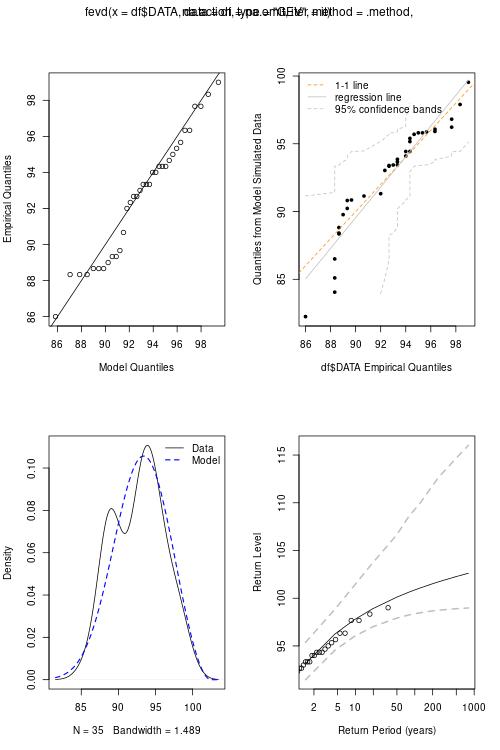 fevd(x = df$DATA,
method = .method,
98
96
94
92
90
88
86
Empirical Quantiles
86 88 90 92 94 96 98
Model Quantiles
1-1 line
regression line
95% confidence bands
100
95
90
85
Quantiles from Model Simulated Data
86 88 90 92 94 96 98
df$DATA Empirical Quantiles
Data
Model
0.10
0.08
0.06
0.04
0.02
0.00
Density
85 90 95 100
N = 35 Bandwidth = 1.489
115
110
105
100
95
Return Level
2 5 10 50 200 1000
Return Period (years)